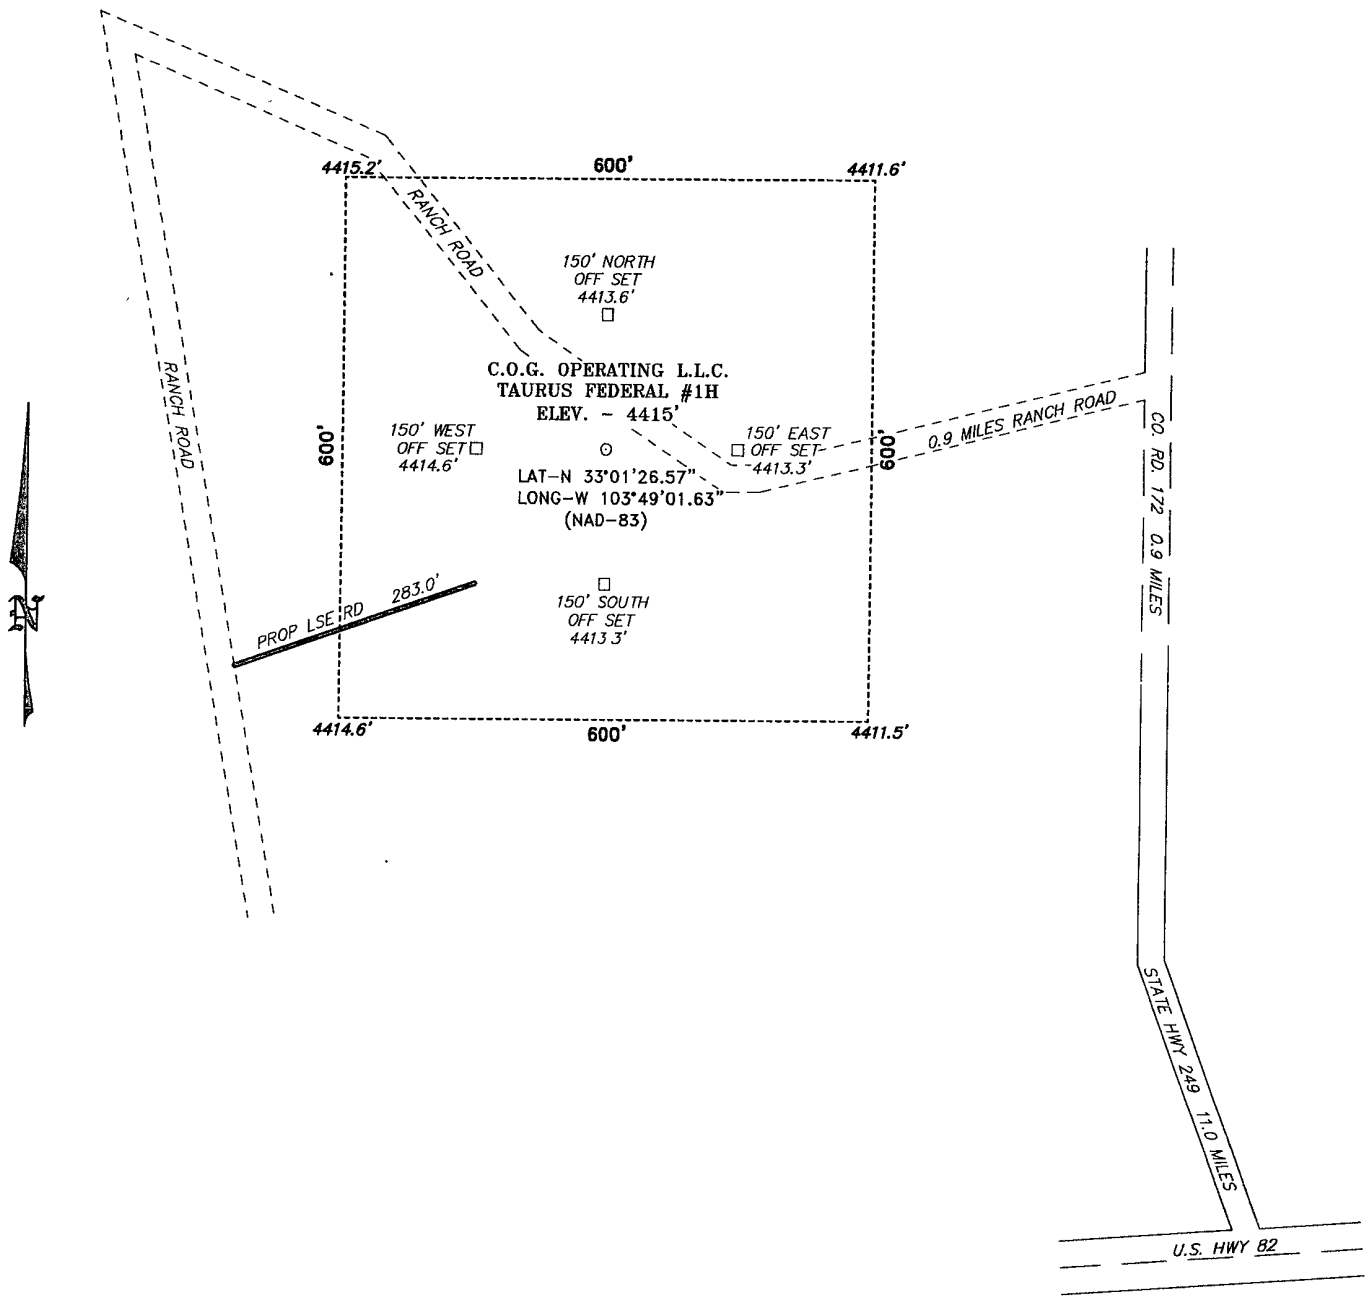 4415.2'
600'
4411.6'
RANCH ROAD
150' NORTH
OFF SET
4413.6'
C.O.G. OPERATING L.L.C.
TAURUS FEDERAL #1H
ELEV. - 4415'
RANCH ROAD
600'
150' WEST
OFF SET
4414.6'
150' EAST
OFF SET
4413.3'
600'
0.9 MILES RANCH ROAD
CO. RD. 172 0.9 MILES
LAT-N 33°01'26.57"
LONG-W 103°49'01.63"
(NAD-83)
N
PROP LSE RD 283.0'
150' SOUTH
OFF SET
4413 3'
4414.6'
600'
4411.5'
STATE HWY 249 11.0 MILES
U.S. HWY 82